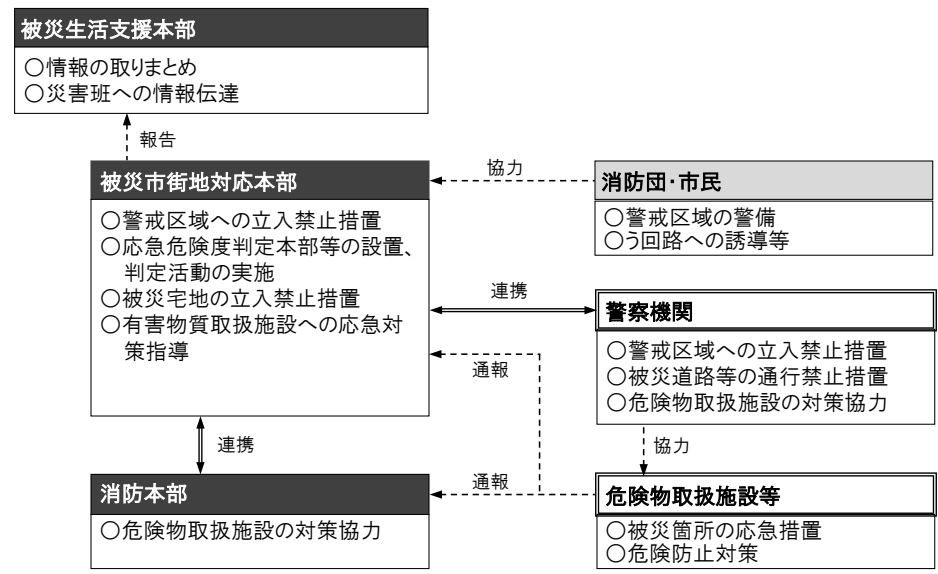 被災生活支援本部
○情報の取りまとめ
○災害班への情報伝達
報告
被災市街地対応本部
○警戒区域への立入禁止措置
○応急危険度判定本部等の設置、
判定活動の実施
○被災宅地の立入禁止措置
○有害物質取扱施設への応急対
策指導
協力
消防団・市民
○警戒区域の警備
○う回路への誘導等
連携
警察機関
○警戒区域への立入禁止措置
○被災道路等の通行禁止措置
○危険物取扱施設の対策協力
通報
連携
協力
消防本部
○危険物取扱施設の対策協力
通報
危険物取扱施設等
○被災箇所の応急措置
○危険防止対策